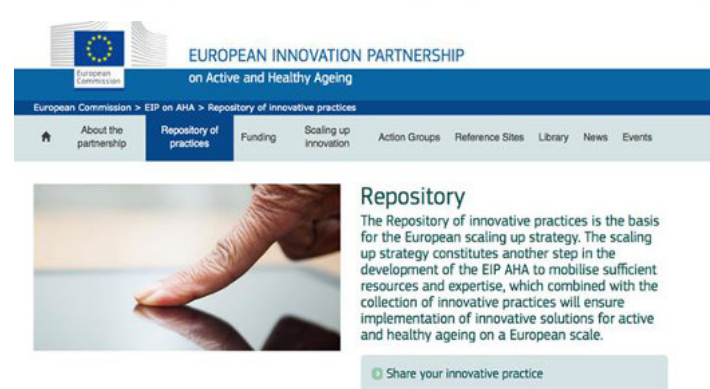 EUROPEAN INNOVATION PARTNERSHIP
on Active and Healthy Ageing
European
Commission
European Commission > EIP on AHA > Repository of innovative practices
About the
partnership
Repository of
practices
Funding
Scaling up
innovation
Action Groups
Reference Sites
Library
News
Events
Repository
The Repository of innovative practices is the basis
for the European scaling up strategy. The scaling
up strategy constitutes another step in the
development of the EIP AHA to mobilise sufficient
resources and expertise, which combined with the
collection of innovative practices will ensure
implementation of innovative solutions for active
and healthy ageing on a European scale.
Share your innovative practice